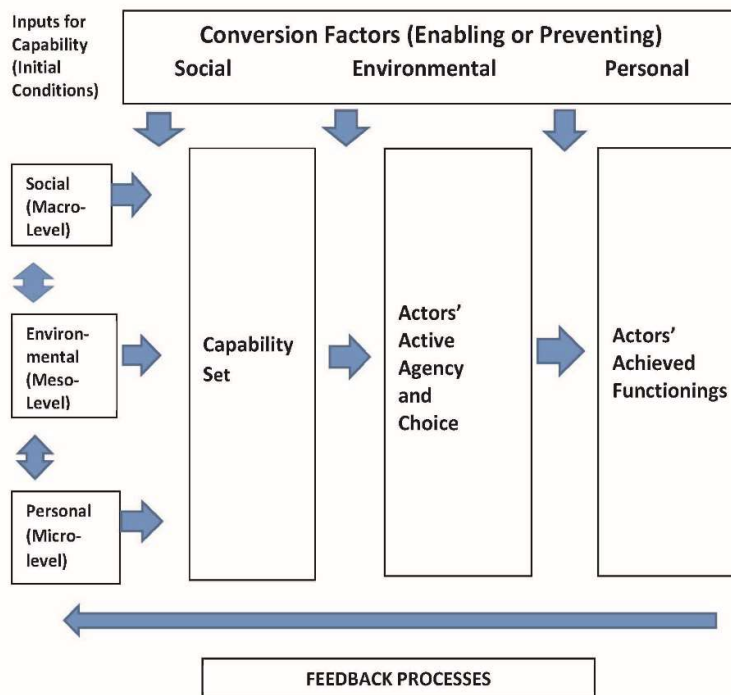 Inputs for
Capability
(Initial
Conditions)
Conversion Factors (Enabling or Preventing)
Social Environmental Personal
Social
(Macro-
Level)
Environ-
mental
(Meso-
Level)
Personal
(Micro-
level)
Capability
Set
Actors’
Active
Agency
and
Choice
Actors’
Achieved
Functionings
FEEDBACK PROCESSES